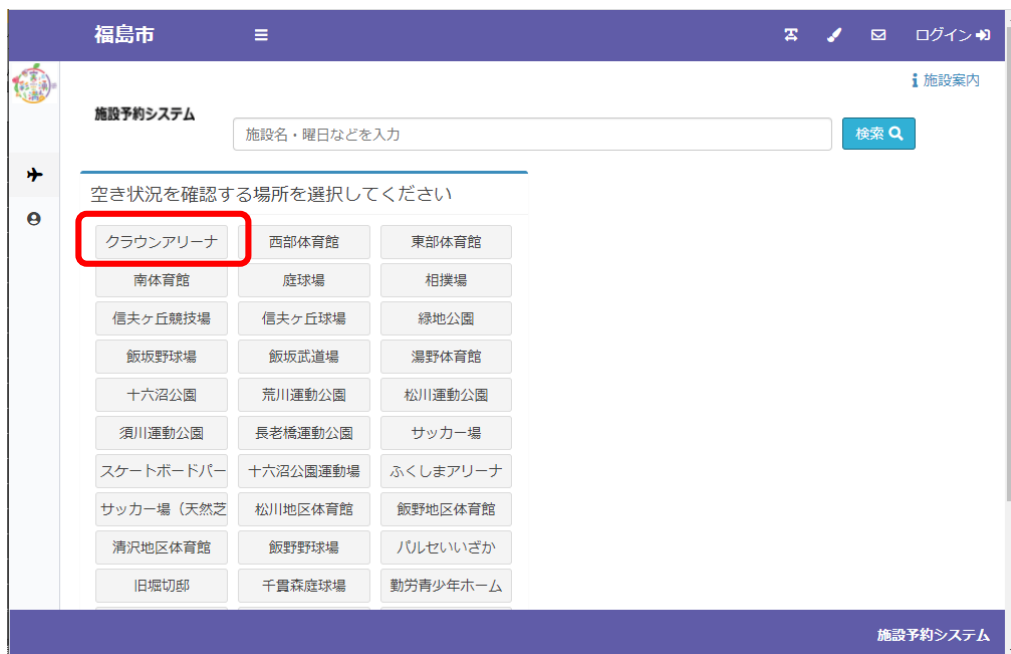 福島市
ログイン
施設案内
施設予約システム
施設名・曜日などを入力
検索
空き状況を確認する場所を選択してください
クラウンアリーナ 西部体育館 東部体育館
南体育館 庭球場 相撲場
信夫ヶ丘競技場 信夫ヶ丘球場 緑地公園
飯坂野球場 飯坂武道場 湯野体育館
十六沼公園 荒川運動公園 松川運動公園
須川運動公園 長老橋運動公園 サッカー場
スケートボードパー 十六沼公園運動場 ふくしまアリーナ
サッカー場（天然芝 松川地区体育館 飯野地区体育館
清沢地区体育館 飯野野球場 パルセいいざか
旧堀切邸 千貫森庭球場 勤労青少年ホーム
施設予約システム